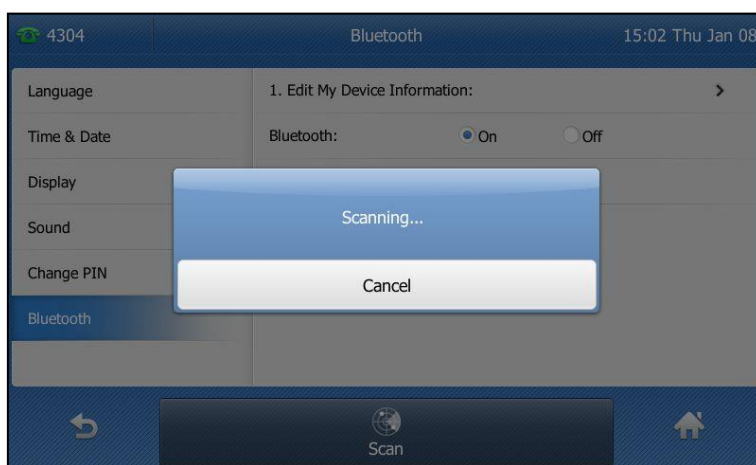 4304 Bluetooth 15:02 Thu Jan 08
Language
Time & Date
Display
Sound
Change PIN
Bluetooth
1. Edit My Device Information:
Bluetooth: On Off
Scanning...
Cancel
Scan